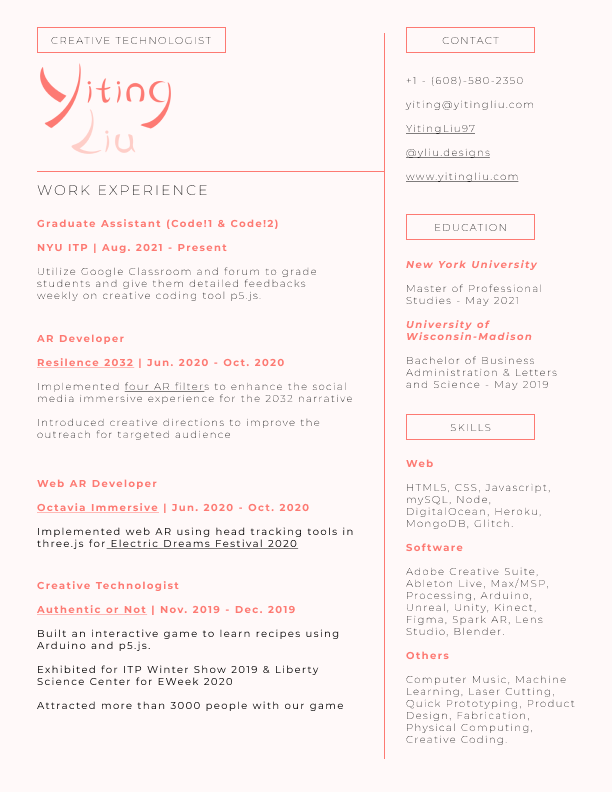 CREATIVE TECHNOLOGIST
Yiting
Liu
WORK EXPERIENCE
Graduate Assistant (Code!1 & Code!2)
NYU ITP | Aug. 2021 - Present
Utilize Google Classroom and forum to grade
students and give them detailed feedbacks
weekly on creative coding tool p5.js.
AR Developer
Resilence 2032 | Jun. 2020 - Oct. 2020
Implemented four AR filters to enhance the social
media immersive experience for the 2032 narrative
Introduced creative directions to improve the
outreach for targeted audience
Web AR Developer
Octavia Immersive | Jun. 2020 - Oct. 2020
Implemented web AR using head tracking tools in
three.js for Electric Dreams Festival 2020
Creative Technologist
Authentic or Not | Nov. 2019 - Dec. 2019
Built an interactive game to learn recipes using
Arduino and p5.js.
Exhibited for ITP Winter Show 2019 & Liberty
Science Center for EWeek 2020
Attracted more than 3000 people with our game
CONTACT
+1 - (608)-580-2350
yiting@yitingliu.com
YitingLiu97
@yliu.designs
www.yitingliu.com
EDUCATION
New York University
Master of Professional
Studies - May 2021
University of
Wisconsin-Madison
Bachelor of Business
Administration & Letters
and Science - May 2019
SKILLS
Web
HTML5, CSS, Javascript,
mySQL, Node,
DigitalOcean, Heroku,
MongoDB, Glitch.
Software
Adobe Creative Suite,
Ableton Live, Max/MSP,
Processing, Arduino,
Unreal, Unity, Kinect,
Figma, Spark AR, Lens
Studio, Blender.
Others
Computer Music, Machine
Learning, Laser Cutting,
Quick Prototyping, Product
Design, Fabrication,
Physical Computing,
Creative Coding.